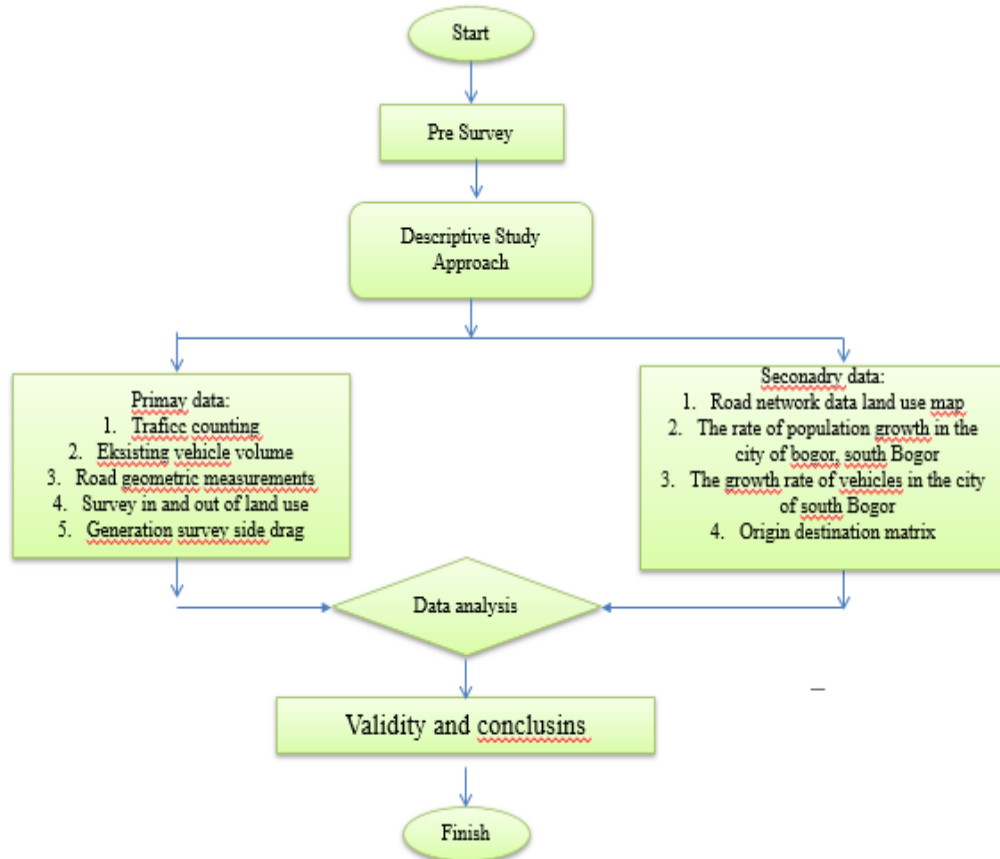 Start
Pre Survey
Descriptive Study
Approach
Primay data:
1. Traficc counting
2. Eksisting vehicle volume
3. Road geometric measurements
4. Survey in and out of land use
5. Generation survey side drag
Seconadry data:
1. Road network data land use map
2. The rate of population growth in the
city of bogor, south Bogor
3. The growth rate of vehicles in the city
of south Bogor
4. Origin destination matrix
Data analysis
Validity and conclusins
Finish